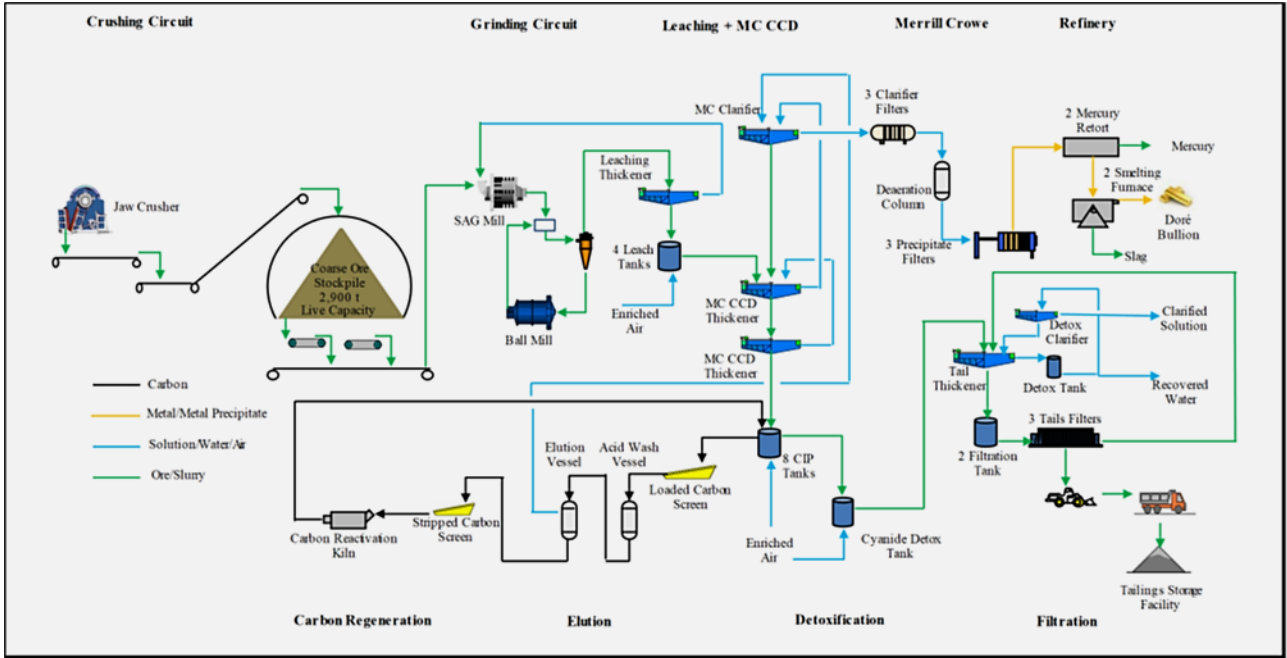 Crushing Circuit
Grinding Circuit
Leaching + MC CCD
Merrill Crowe
Refinery
Jaw Crusher
Coarse Ore
Stockpile
2,900 t
Live Capacity
SAG Mill
Ball Mill
Leaching
Thickener
4 Leach
Tanks
Enriched
Air
MC Clarifier
MC CCD
Thickener
MC CCD
Thickener
3 Clarifier
Filters
Deaeration
Column
3 Precipitate
Filters
2 Mercury
Retort
Mercury
2 Smelting
Furnace
Doré
Bullion
Slag
Detox
Clarifier
Clarified
Solution
Tail
Thickener
Detox Tank
Recovered
Water
2 Filtration
Tank
3 Tails Filters
Tailings Storage
Facility
Carbon
Metal/Metal Precipitate
Solution/Water/Air
Ore/Slurry
Carbon Reactivation
Kiln
Stripped Carbon
Screen
Elution
Vessel
Acid Wash
Vessel
Loaded Carbon
Screen
8 CIP
Tanks
Enriched
Air
Cyanide Detox
Tank
Carbon Regeneration
Elution
Detoxification
Filtration